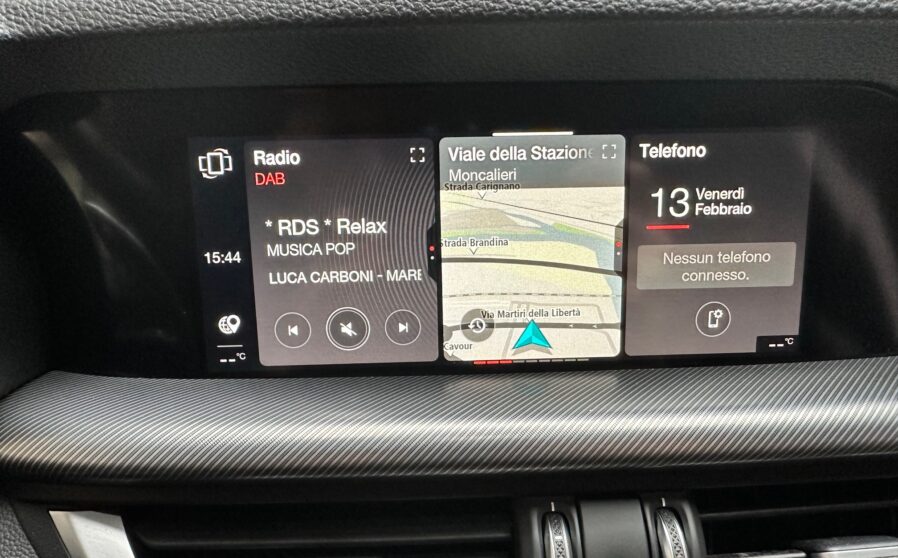 Radio
DAB
* RDS * Relax
MUSICA POP
LUCA CARBONI - MARE
15:44
--°C
Viale della Stazione
Moncalieri
Strada Carignano
Strada Brandina
Via Martiri della Libertà
Cavour
Telefono
13 Venerdì
Febbraio
Nessun telefono
connesso.
--°C